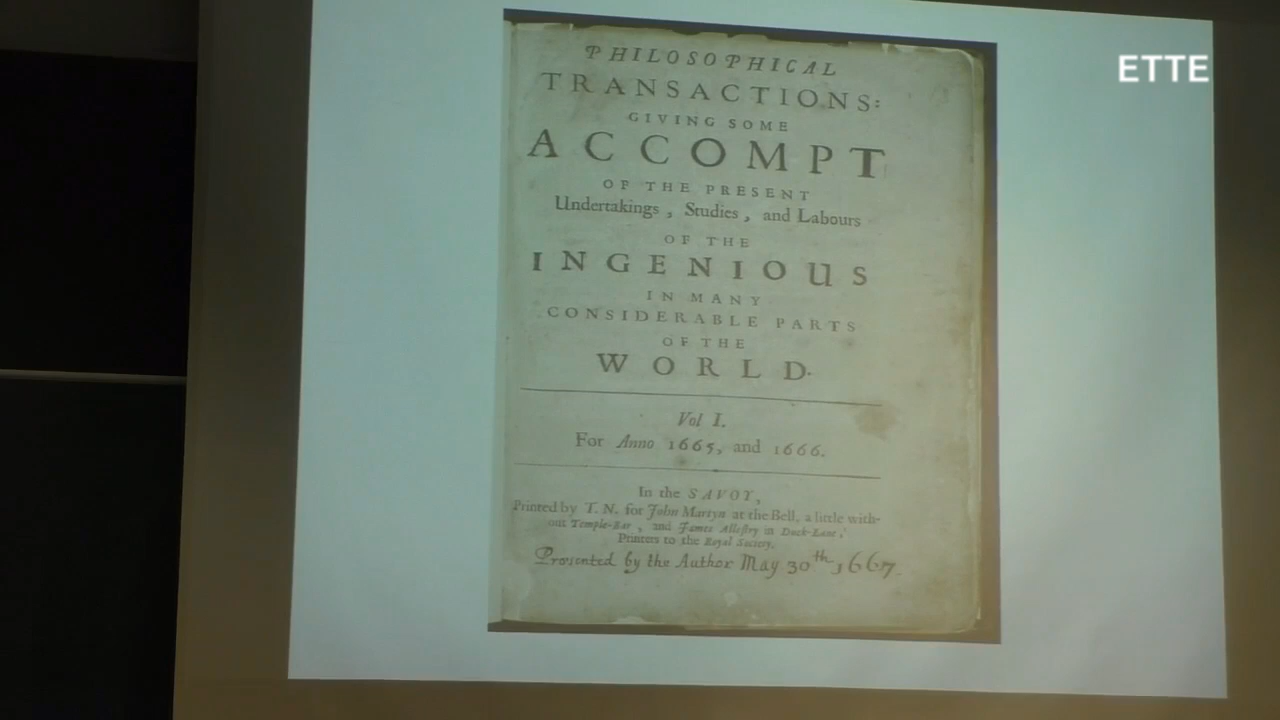 ETTE
PHILOSOPHICAL
TRANSACTIONS:
GIVING SOME
ACCOMPT
OF THE PRESENT
Undertakings, Studies, and Labours
OF THE
INGENIOUS
IN MANY
CONSIDERABLE PARTS
OF THE
WORLD.
Vol I.
For Anno 1665, and 1666.
In the SAVOY,
Printed by T. N. for John Martyn at the Bell, a little with-
out Temple-Bar, and James Allestry in Duck-Lane,
Printers to the Royal Society.
Presented by the Author May 30th, 1667.